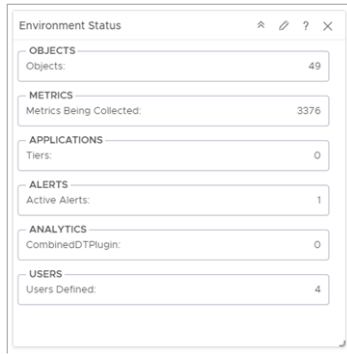 Environment Status ?
OBJECTS
Objects: 49
METRICS
Metrics Being Collected: 3376
APPLICATIONS
Tiers: 0
ALERTS
Active Alerts: 1
ANALYTICS
CombinedDTPlugin: 0
USERS
Users Defined: 4